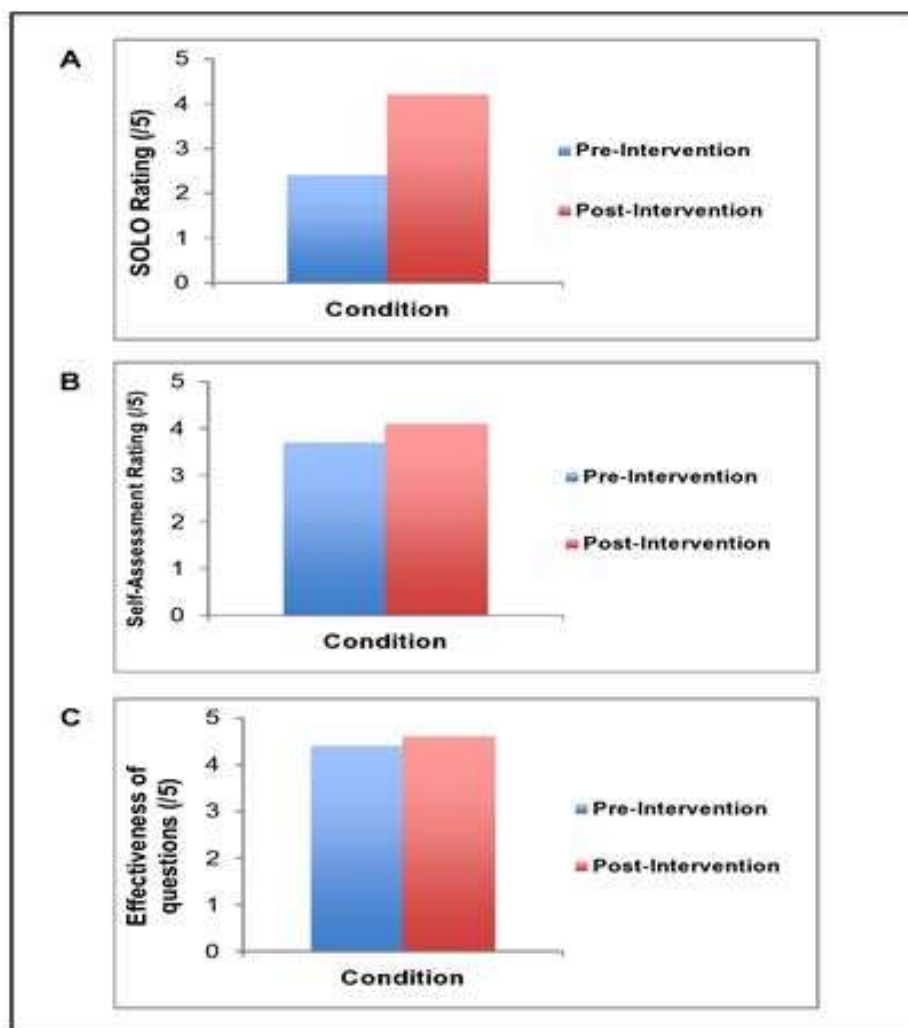 A
SOLO Rating (/5)
5
4
3
2
1
0
Condition
Pre-Intervention
Post-Intervention
B
Self-Assessment Rating (/5)
5
4
3
2
1
0
Condition
Pre-Intervention
Post-Intervention
C
Effectiveness of
questions (/5)
5
4
3
2
1
0
Condition
Pre-Intervention
Post-Intervention